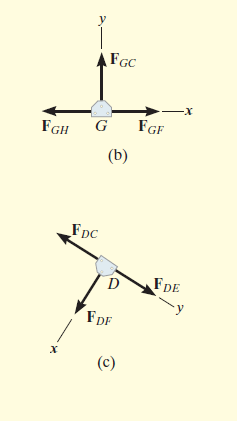 y
F_GC
x
F_GH G F_GF
(b)
F_DC
D F_DE
y
F_DF
x
(c)